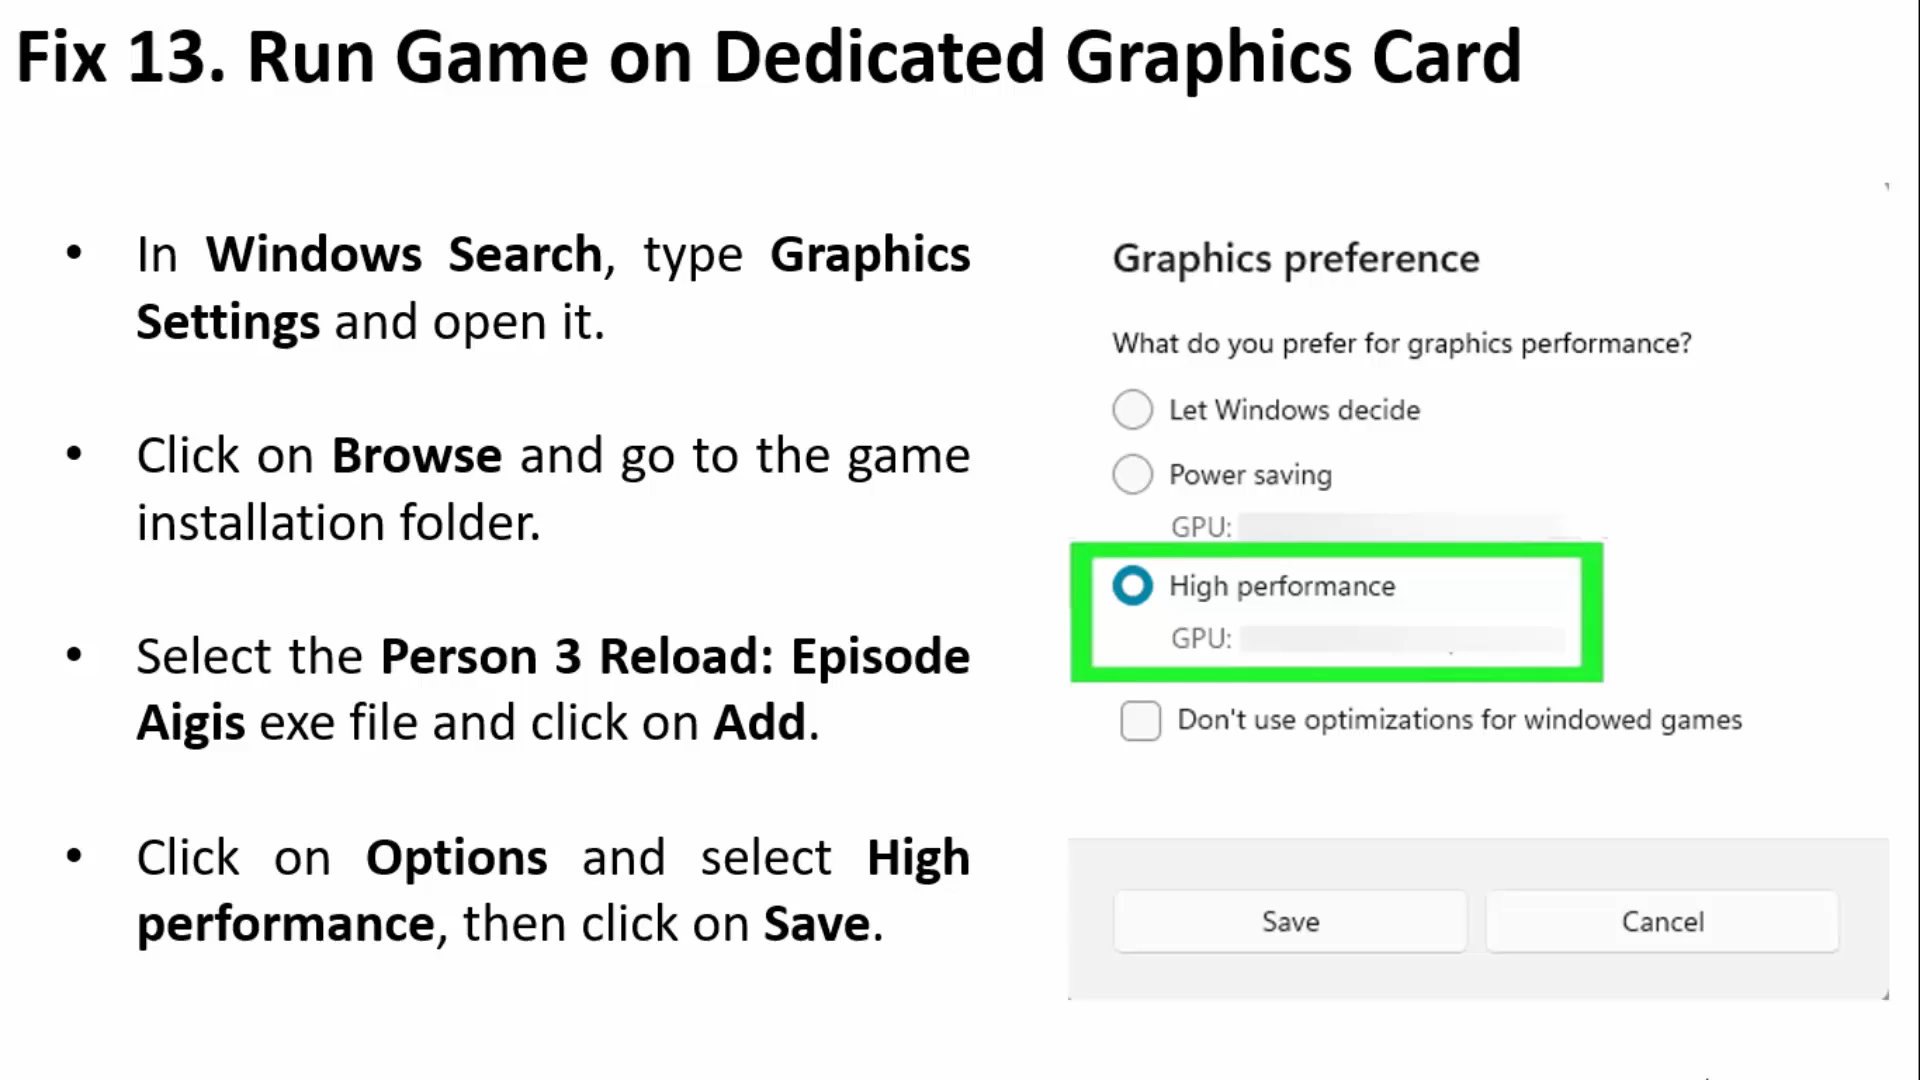 Fix 13. Run Game on Dedicated Graphics Card
• In Windows Search, type Graphics
Settings and open it.
• Click on Browse and go to the game
installation folder.
• Select the Person 3 Reload: Episode
Aigis exe file and click on Add.
• Click on Options and select High
performance, then click on Save.
Graphics preference
What do you prefer for graphics performance?
Let Windows decide
Power saving
GPU:
High performance
GPU:
Don't use optimizations for windowed games
Save
Cancel